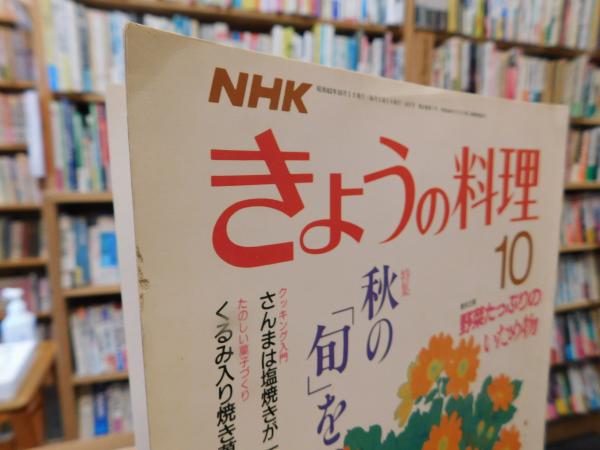 NHK
きょうの料理
10
特集
秋の
「旬」を
野菜たっぷりの
いため物
クッキング入門
さんまは塩焼きが一
たのしい菓子づくり
くるみ入り焼き菓